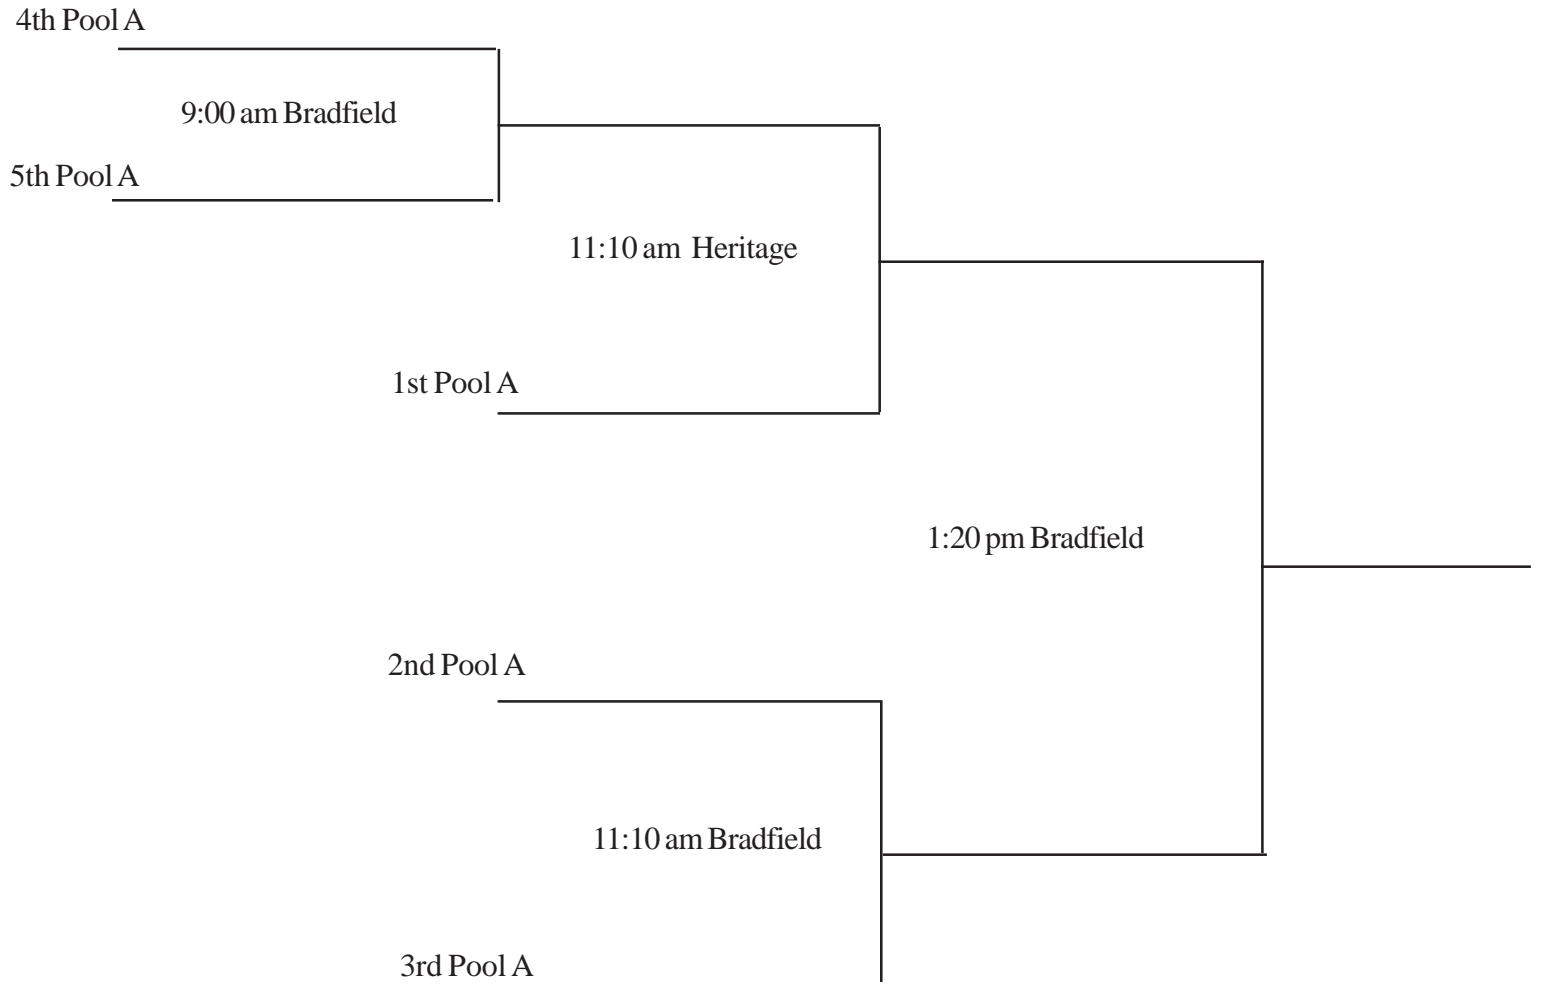 4th Pool A
9:00 am Bradfield
5th Pool A
11:10 am Heritage
1st Pool A
1:20 pm Bradfield
2nd Pool A
11:10 am Bradfield
3rd Pool A